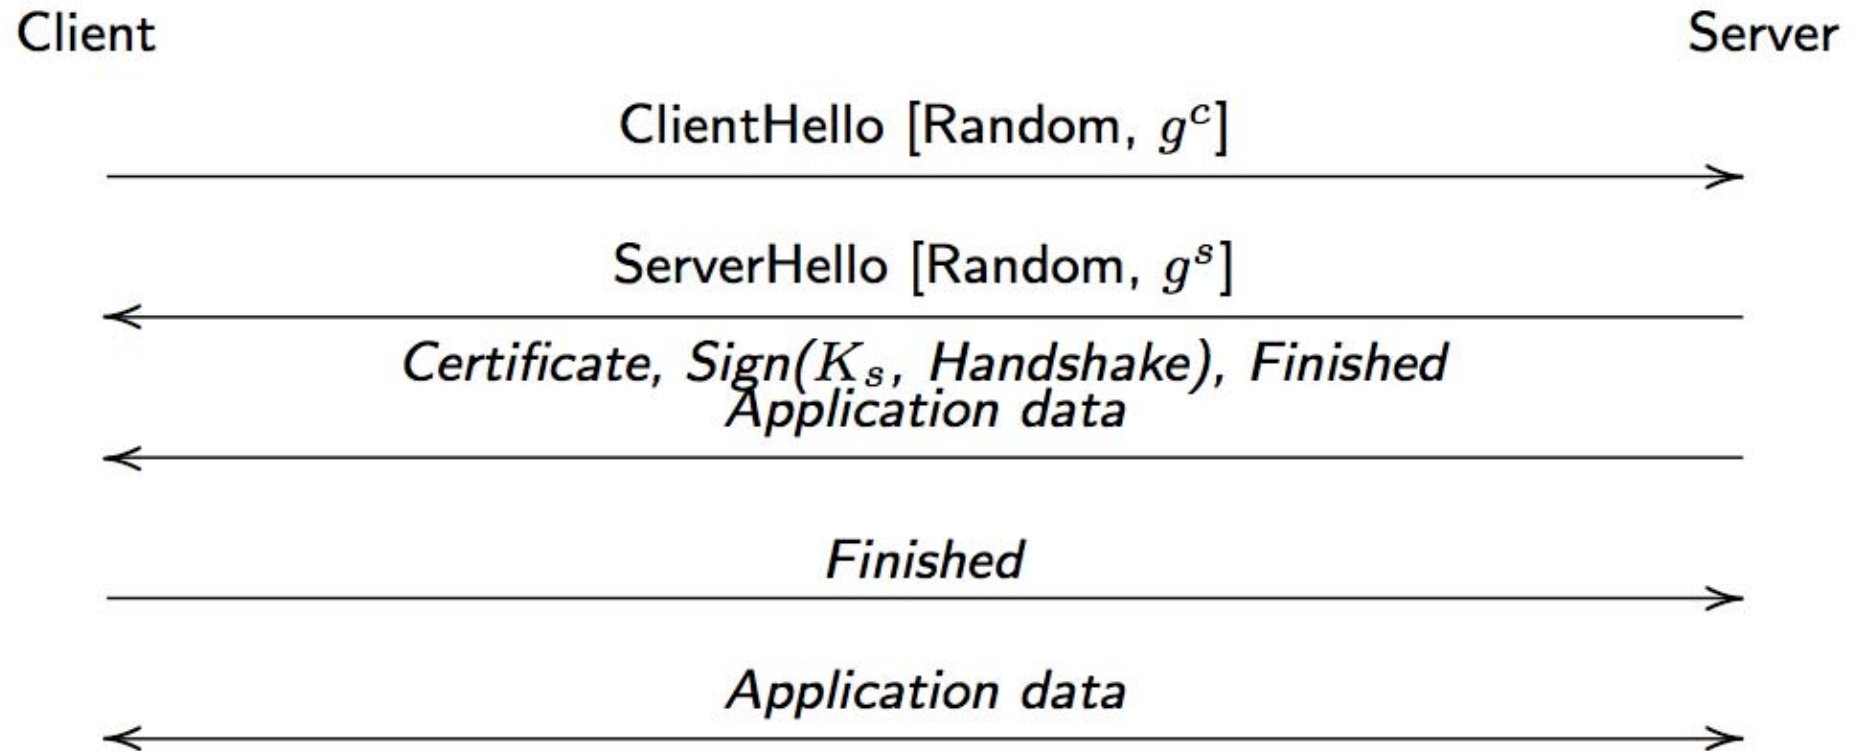 Client Server
ClientHello [Random, g^c]
ServerHello [Random, g^s]
Certificate, Sign(K_s, Handshake), Finished
Application data
Finished
Application data